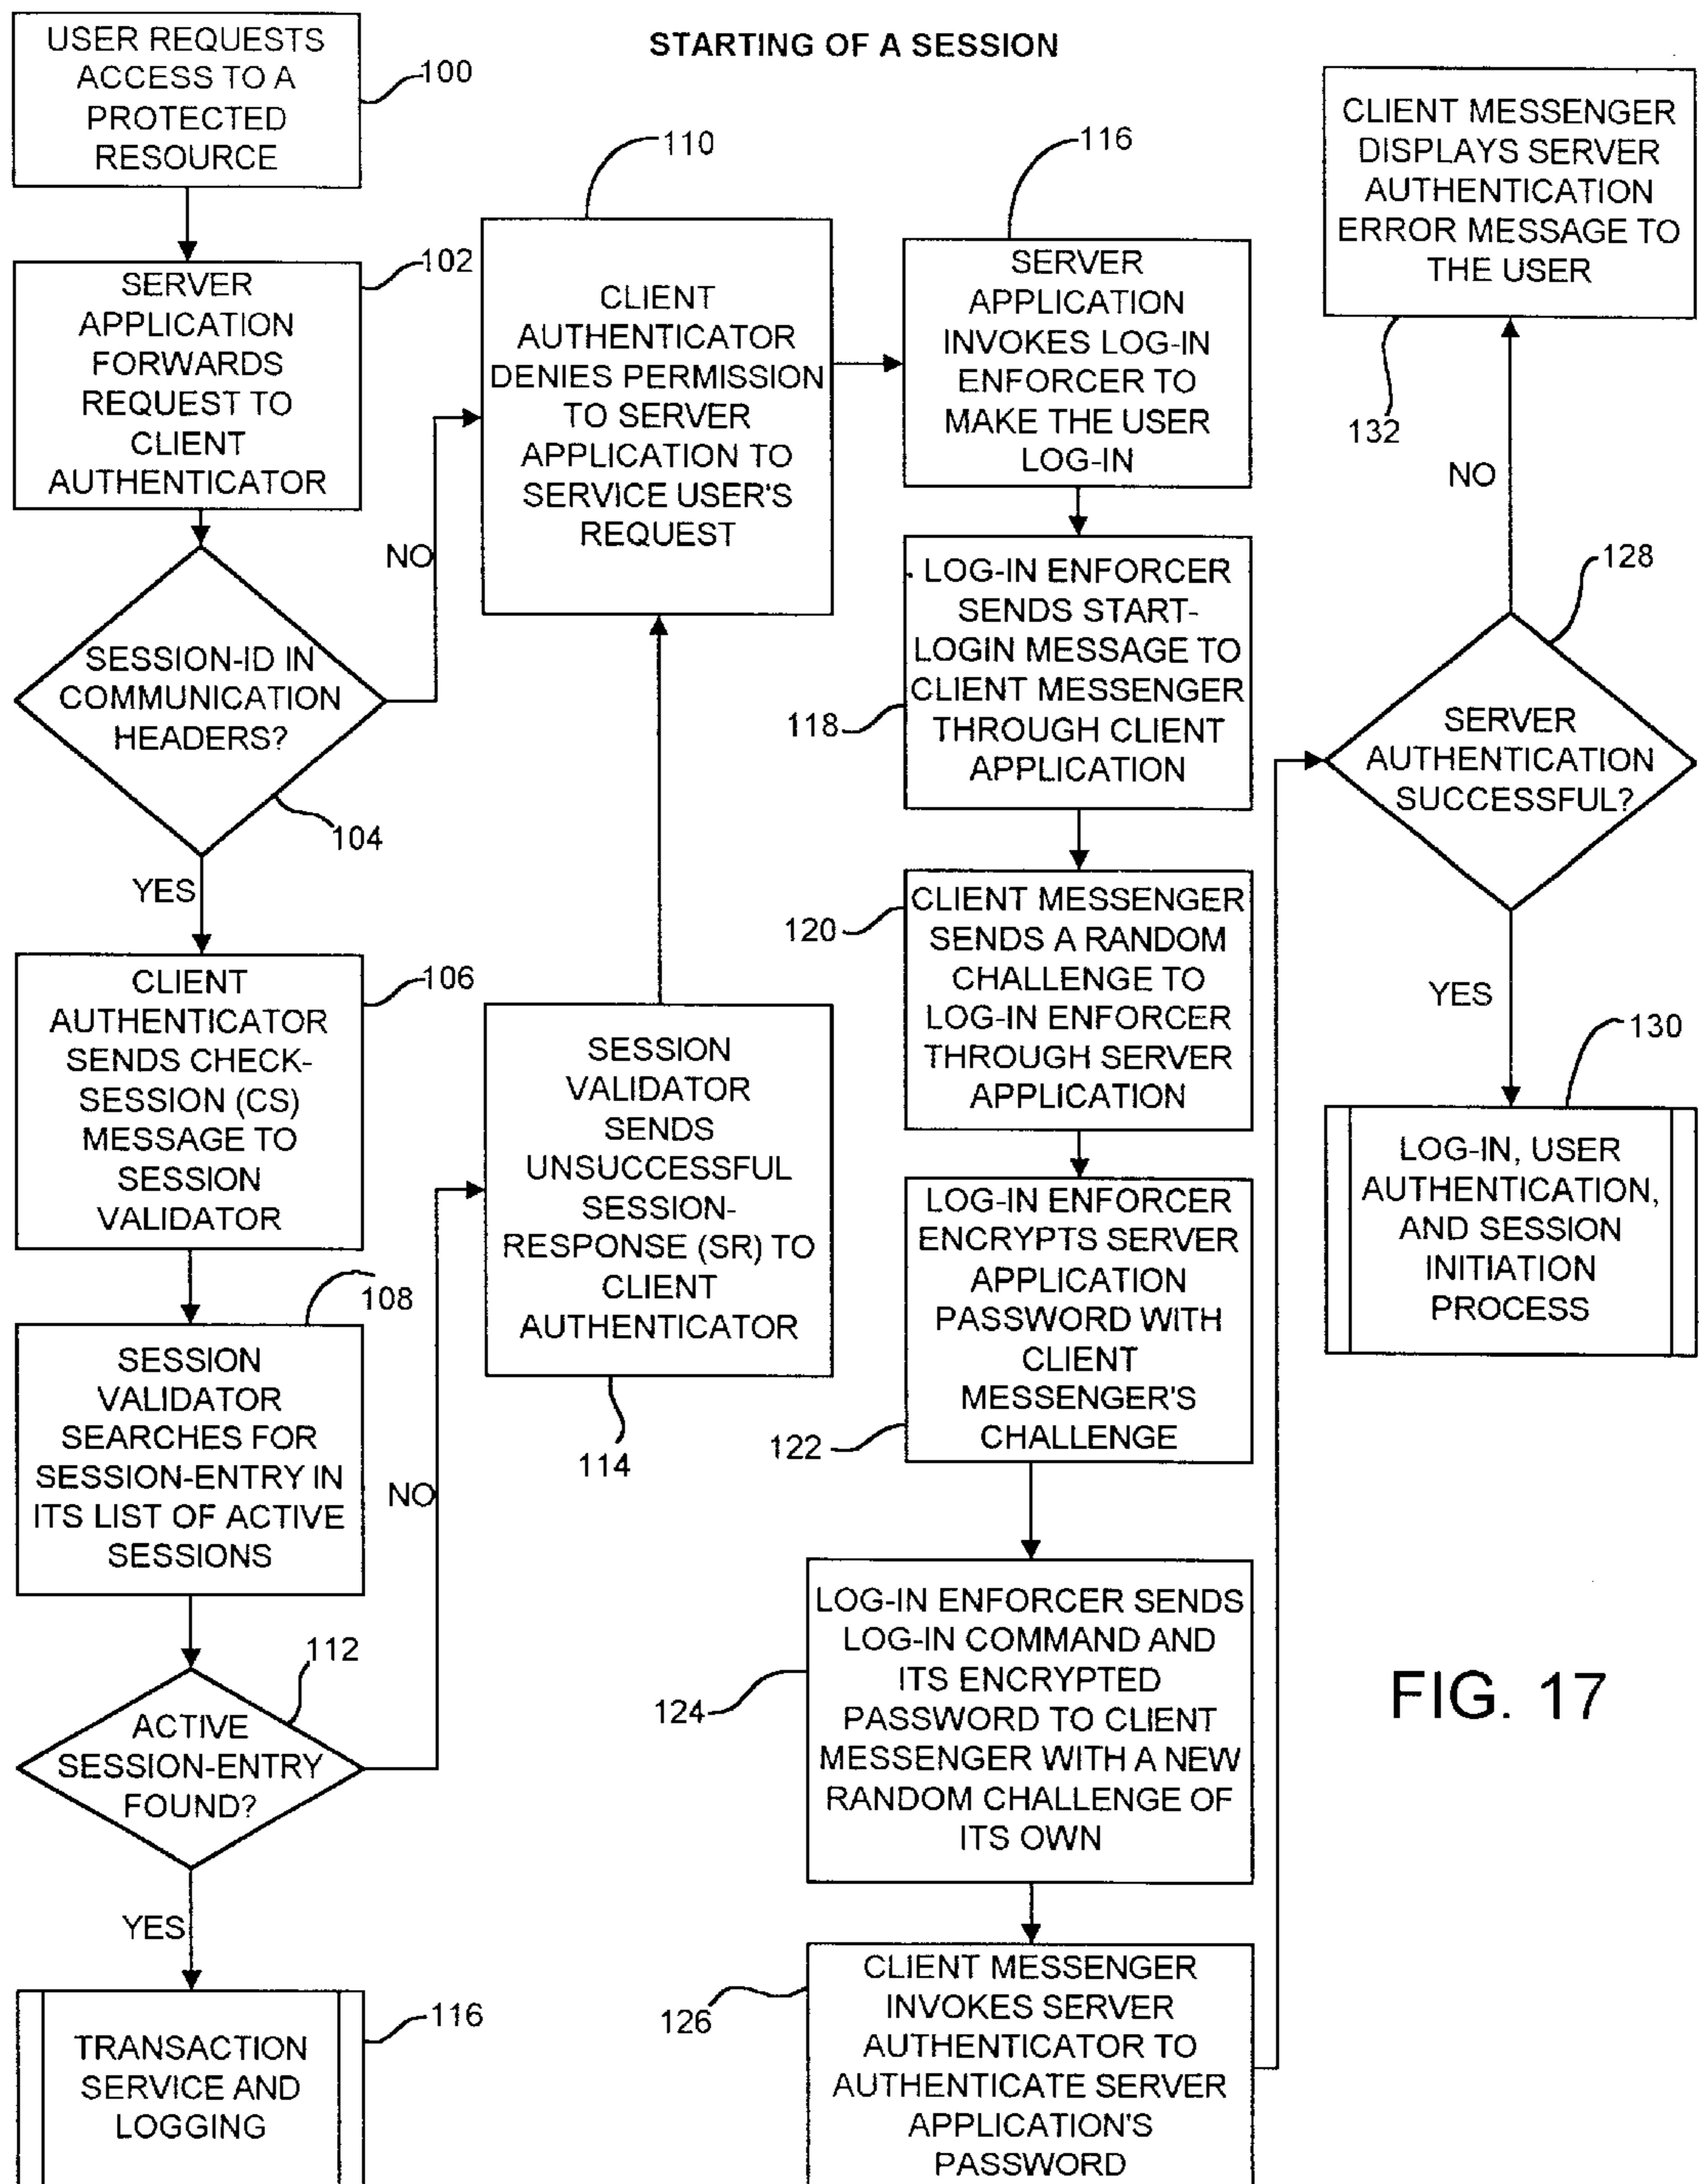 STARTING OF A SESSION
USER REQUESTS
ACCESS TO A
PROTECTED
RESOURCE
100
SERVER
APPLICATION
FORWARDS
REQUEST TO
CLIENT
AUTHENTICATOR
102
SESSION-ID IN
COMMUNICATION
HEADERS?
104
NO
YES
CLIENT
AUTHENTICATOR
SENDS CHECK-
SESSION (CS)
MESSAGE TO
SESSION
VALIDATOR
106
SESSION
VALIDATOR
SEARCHES FOR
SESSION-ENTRY IN
ITS LIST OF ACTIVE
SESSIONS
108
ACTIVE
SESSION-ENTRY
FOUND?
112
NO
YES
TRANSACTION
SERVICE AND
LOGGING
116
110
CLIENT
AUTHENTICATOR
DENIES PERMISSION
TO SERVER
APPLICATION TO
SERVICE USER'S
REQUEST
SESSION
VALIDATOR
SENDS
UNSUCCESSFUL
SESSION-
RESPONSE (SR) TO
CLIENT
AUTHENTICATOR
114
116
SERVER
APPLICATION
INVOKES LOG-IN
ENFORCER TO
MAKE THE USER
LOG-IN
LOG-IN ENFORCER
SENDS START-
LOGIN MESSAGE TO
CLIENT MESSENGER
THROUGH CLIENT
APPLICATION
118
CLIENT MESSENGER
SENDS A RANDOM
CHALLENGE TO
LOG-IN ENFORCER
THROUGH SERVER
APPLICATION
120
LOG-IN ENFORCER
ENCRYPTS SERVER
APPLICATION
PASSWORD WITH
CLIENT
MESSENGER'S
CHALLENGE
122
LOG-IN ENFORCER SENDS
LOG-IN COMMAND AND
ITS ENCRYPTED
PASSWORD TO CLIENT
MESSENGER WITH A NEW
RANDOM CHALLENGE OF
ITS OWN
124
CLIENT MESSENGER
INVOKES SERVER
AUTHENTICATOR TO
AUTHENTICATE SERVER
APPLICATION'S
PASSWORD
126
CLIENT MESSENGER
DISPLAYS SERVER
AUTHENTICATION
ERROR MESSAGE TO
THE USER
132
NO
128
SERVER
AUTHENTICATION
SUCCESSFUL?
YES
130
LOG-IN, USER
AUTHENTICATION,
AND SESSION
INITIATION
PROCESS
FIG. 17